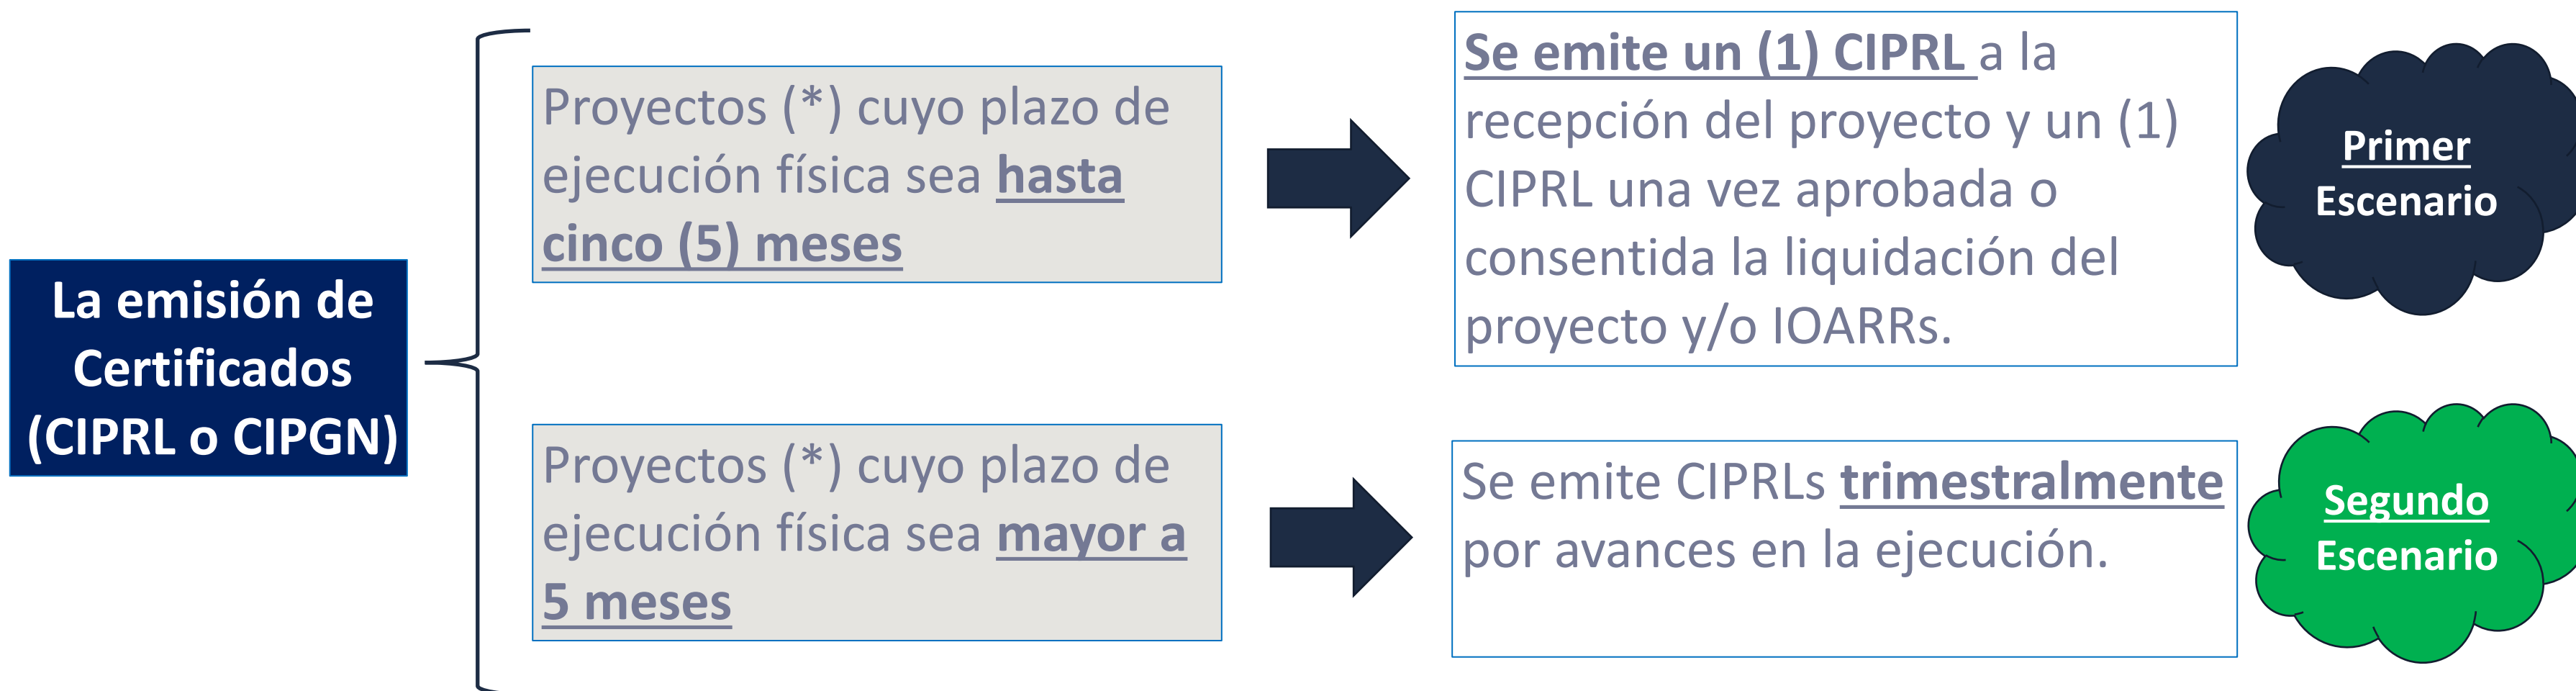 La emisión de
Certificados
(CIPRL o CIPGN)
Proyectos (*) cuyo plazo de
ejecución física sea hasta
cinco (5) meses
Se emite un (1) CIPRL a la
recepción del proyecto y un (1)
CIPRL una vez aprobada o
consentida la liquidación del
proyecto y/o IOARRs.
Primer
Escenario
Proyectos (*) cuyo plazo de
ejecución física sea mayor a
5 meses
Se emite CIPRLs trimestralmente
por avances en la ejecución.
Segundo
Escenario